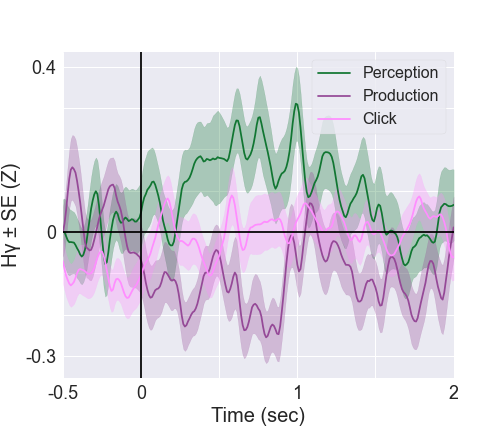 0.4
0
-0.3
Hγ ± SE (Z)
Perception
Production
Click
-0.5 0 1 2
Time (sec)